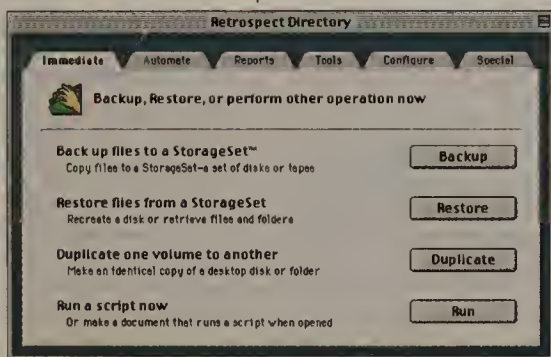 Retrospect Directory
Immediate Automate Reports Tools Configure Special
Backup, Restore, or perform other operation now
Back up files to a StorageSet™
Copy files to a StorageSet—a set of disks or tapes
Backup
Restore files from a StorageSet
Recreate a disk or retrieve files and folders
Restore
Duplicate one volume to another
Make an identical copy of a desktop disk or folder
Duplicate
Run a script now
Or make a document that runs a script when opened
Run